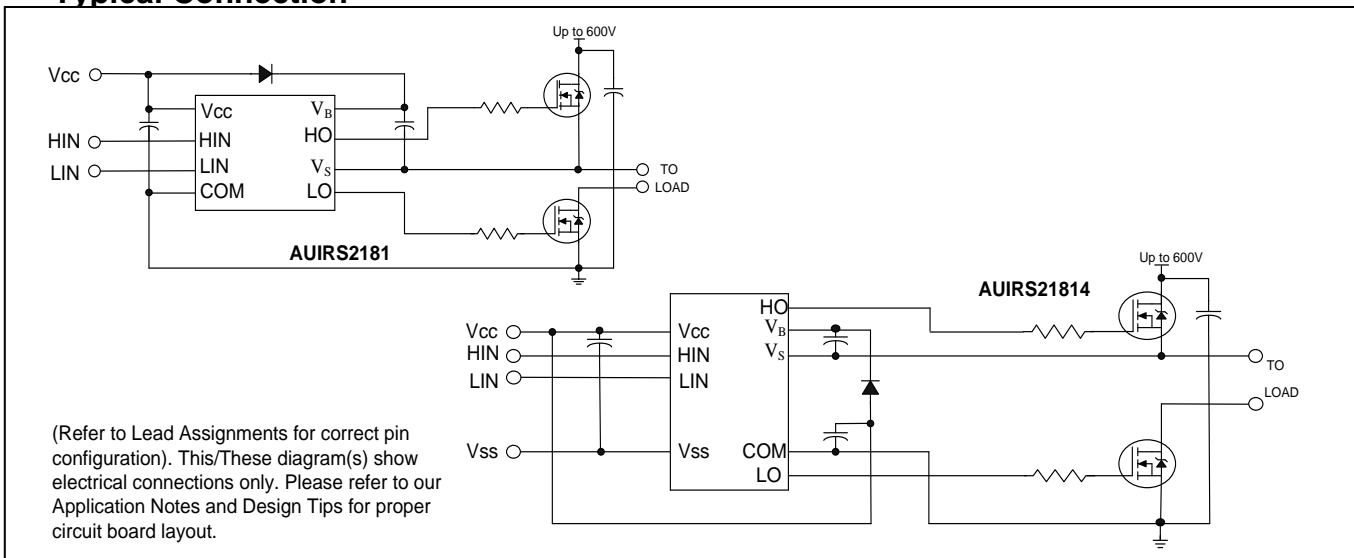 Typical Connection
Up to 600V
Vcc
Vcc
VB
HO
HIN
HIN
LIN
LIN
VS
TO
COM
LO
LOAD
AUIRS2181
Up to 600V
AUIRS21814
HO
Vcc
Vcc
VB
HIN
HIN
VS
LIN
LIN
TO
LOAD
Vss
Vss
COM
LO
(Refer to Lead Assignments for correct pin
configuration). This/These diagram(s) show
electrical connections only. Please refer to our
Application Notes and Design Tips for proper
circuit board layout.